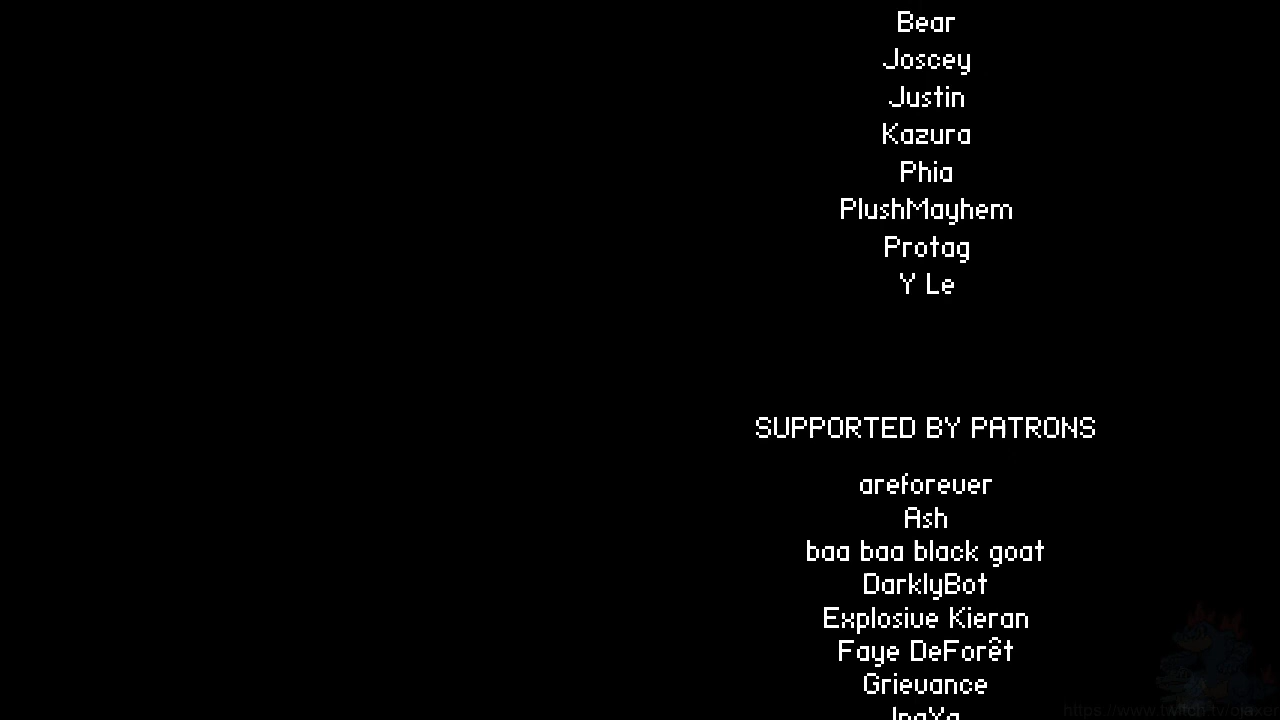 Bear
Joscey
Justin
Kazura
Phia
PlushMayhem
Protag
Y Le
SUPPORTED BY PATRONS
areforever
Ash
baa baa black goat
DarklyBot
Explosive Kieran
Faye DeForêt
Grievance